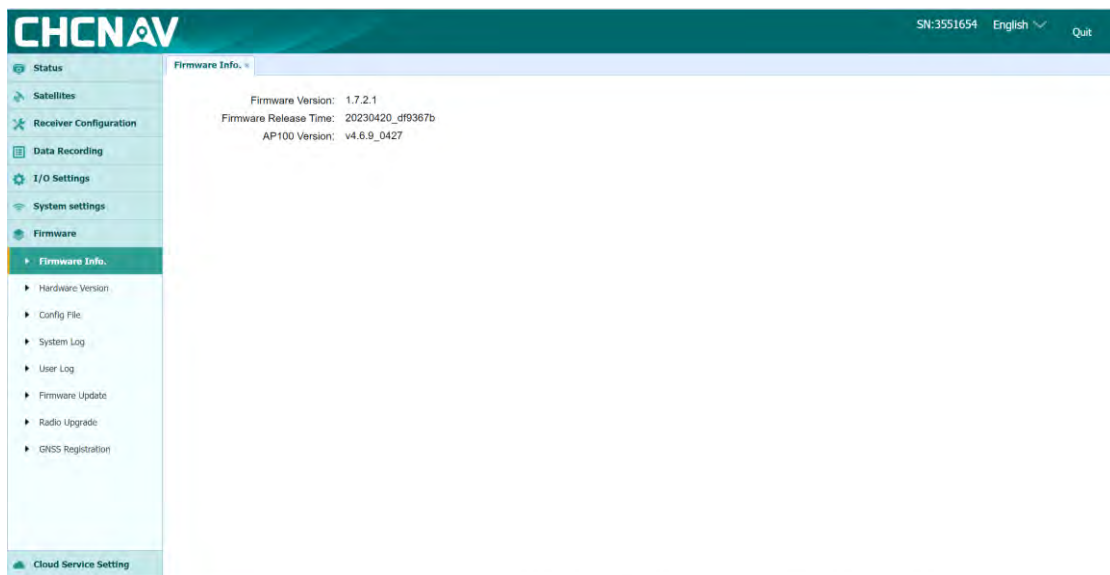 CHCNAV
SN:3551654 English Quit
Status
Satellites
Receiver Configuration
Data Recording
I/O Settings
System settings
Firmware
Firmware Info.
Hardware Version
Config File
System Log
User Log
Firmware Update
Radio Upgrade
GNSS Registration
Cloud Service Setting
Firmware Info. ×
Firmware Version: 1.7.2.1
Firmware Release Time: 20230420_df9367b
AP100 Version: v4.6.9_0427